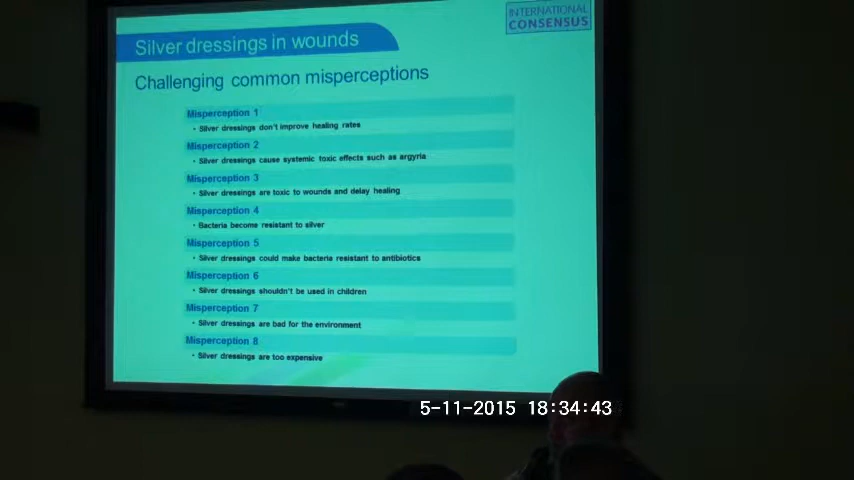 INTERNATIONAL
CONSENSUS
Silver dressings in wounds
Challenging common misperceptions
Misperception 1
• Silver dressings don't improve healing rates
Misperception 2
• Silver dressings cause systemic toxic effects such as argyria
Misperception 3
• Silver dressings are toxic to wounds and delay healing
Misperception 4
• Bacteria become resistant to silver
Misperception 5
• Silver dressings could make bacteria resistant to antibiotics
Misperception 6
• Silver dressings shouldn't be used in children
Misperception 7
• Silver dressings are bad for the environment
Misperception 8
• Silver dressings are too expensive
5-11-2015 18:34:43